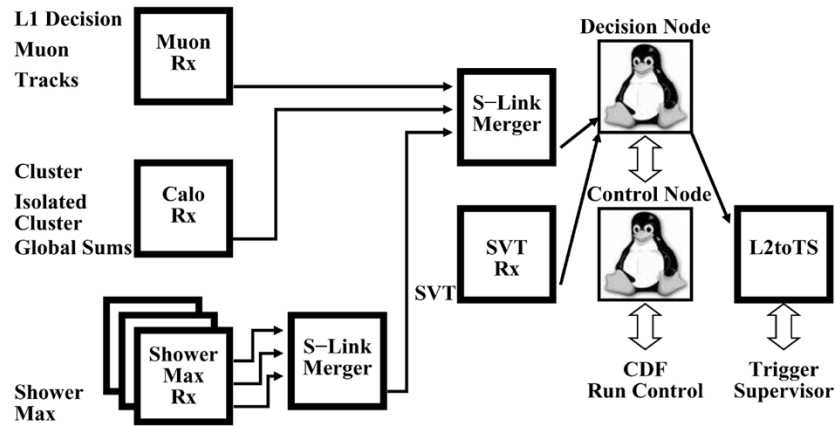 L1 Decision
Muon
Tracks
Muon
Rx
Decision Node
S−Link
Merger
Cluster
Isolated
Cluster
Global Sums
Calo
Rx
Control Node
SVT
SVT
Rx
L2toTS
Shower
Max
Shower
Max
Rx
S−Link
Merger
CDF
Run Control
Trigger
Supervisor